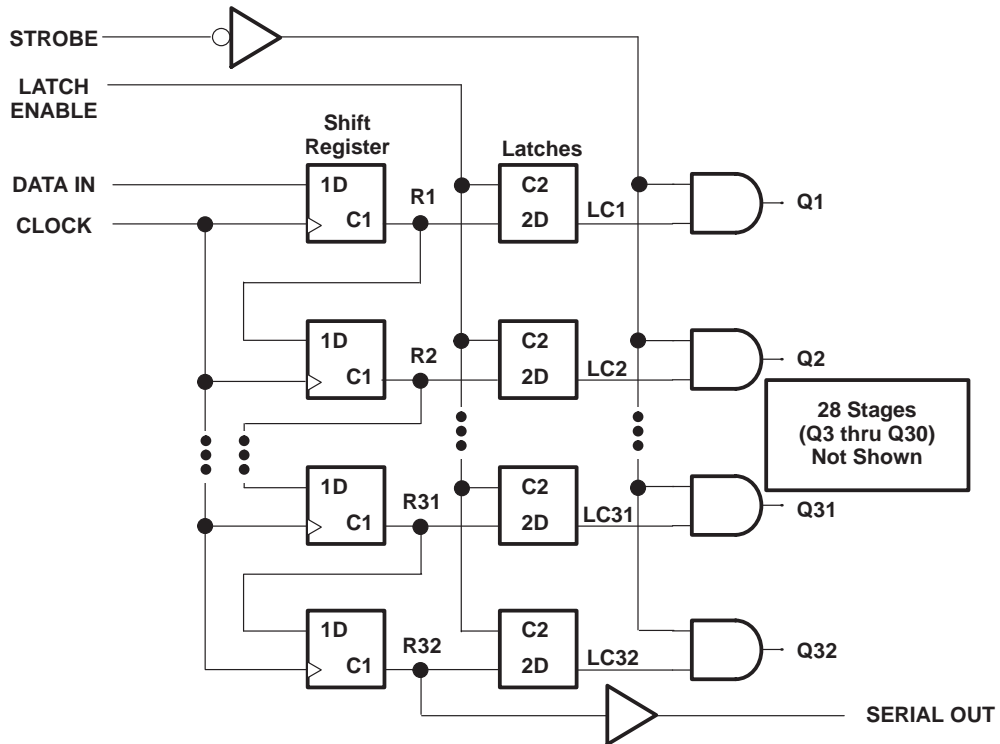 STROBE
LATCH
ENABLE
Shift
Register
Latches
DATA IN
1D
R1
C2
CLOCK
C1
2D
LC1
Q1
1D
R2
C2
C1
2D
LC2
Q2
28 Stages
(Q3 thru Q30)
Not Shown
1D
R31
C2
C1
2D
LC31
Q31
1D
R32
C2
C1
2D
LC32
Q32
SERIAL OUT